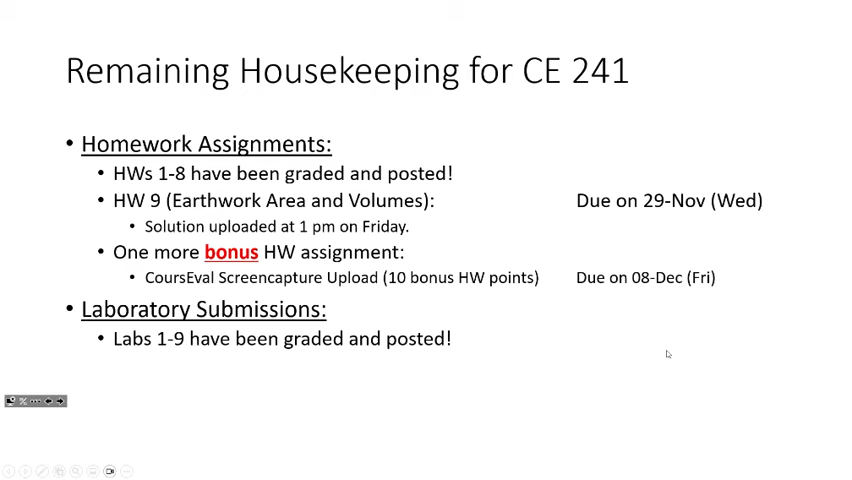 Remaining Housekeeping for CE 241
• Homework Assignments:
• HWs 1-8 have been graded and posted!
• HW 9 (Earthwork Area and Volumes): Due on 29-Nov (Wed)
• Solution uploaded at 1 pm on Friday.
• One more bonus HW assignment:
• CoursEval Screencapture Upload (10 bonus HW points) Due on 08-Dec (Fri)
• Laboratory Submissions:
• Labs 1-9 have been graded and posted!